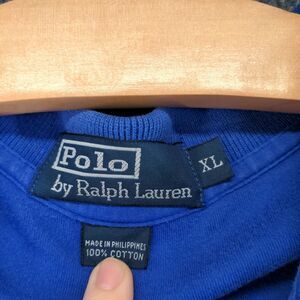 Polo
by Ralph Lauren
XL
MADE IN PHILIPPINES
100% COTTON